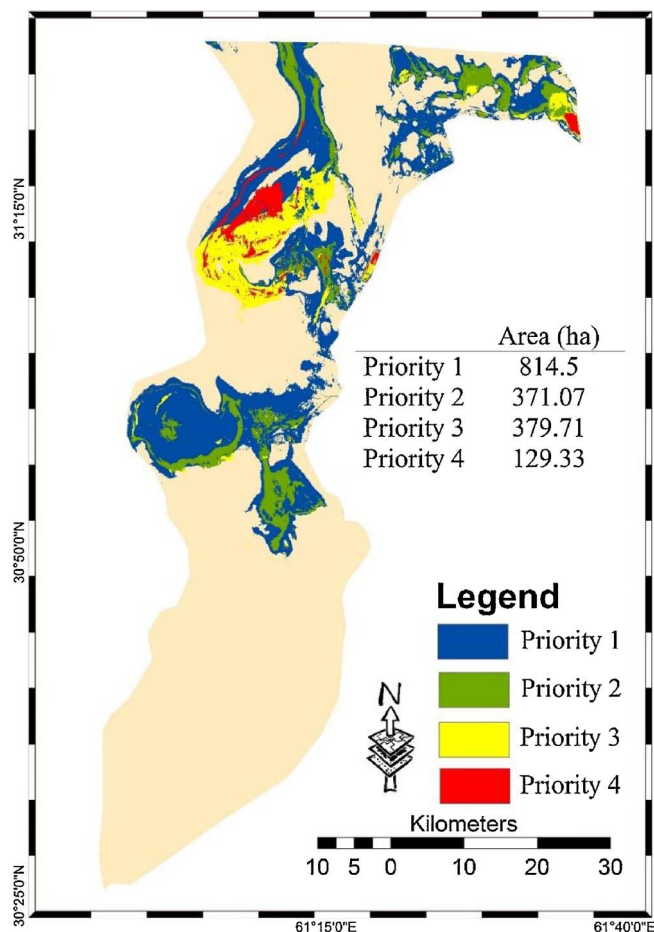 31°15'0"N
Area (ha)
Priority 1 814.5
Priority 2 371.07
Priority 3 379.71
Priority 4 129.33
30°50'0"N
Legend
Priority 1
Priority 2
N
Priority 3
Priority 4
Kilometers
10 5 0 10 20 30
30°25'0"N
61°15'0"E 61°40'0"E